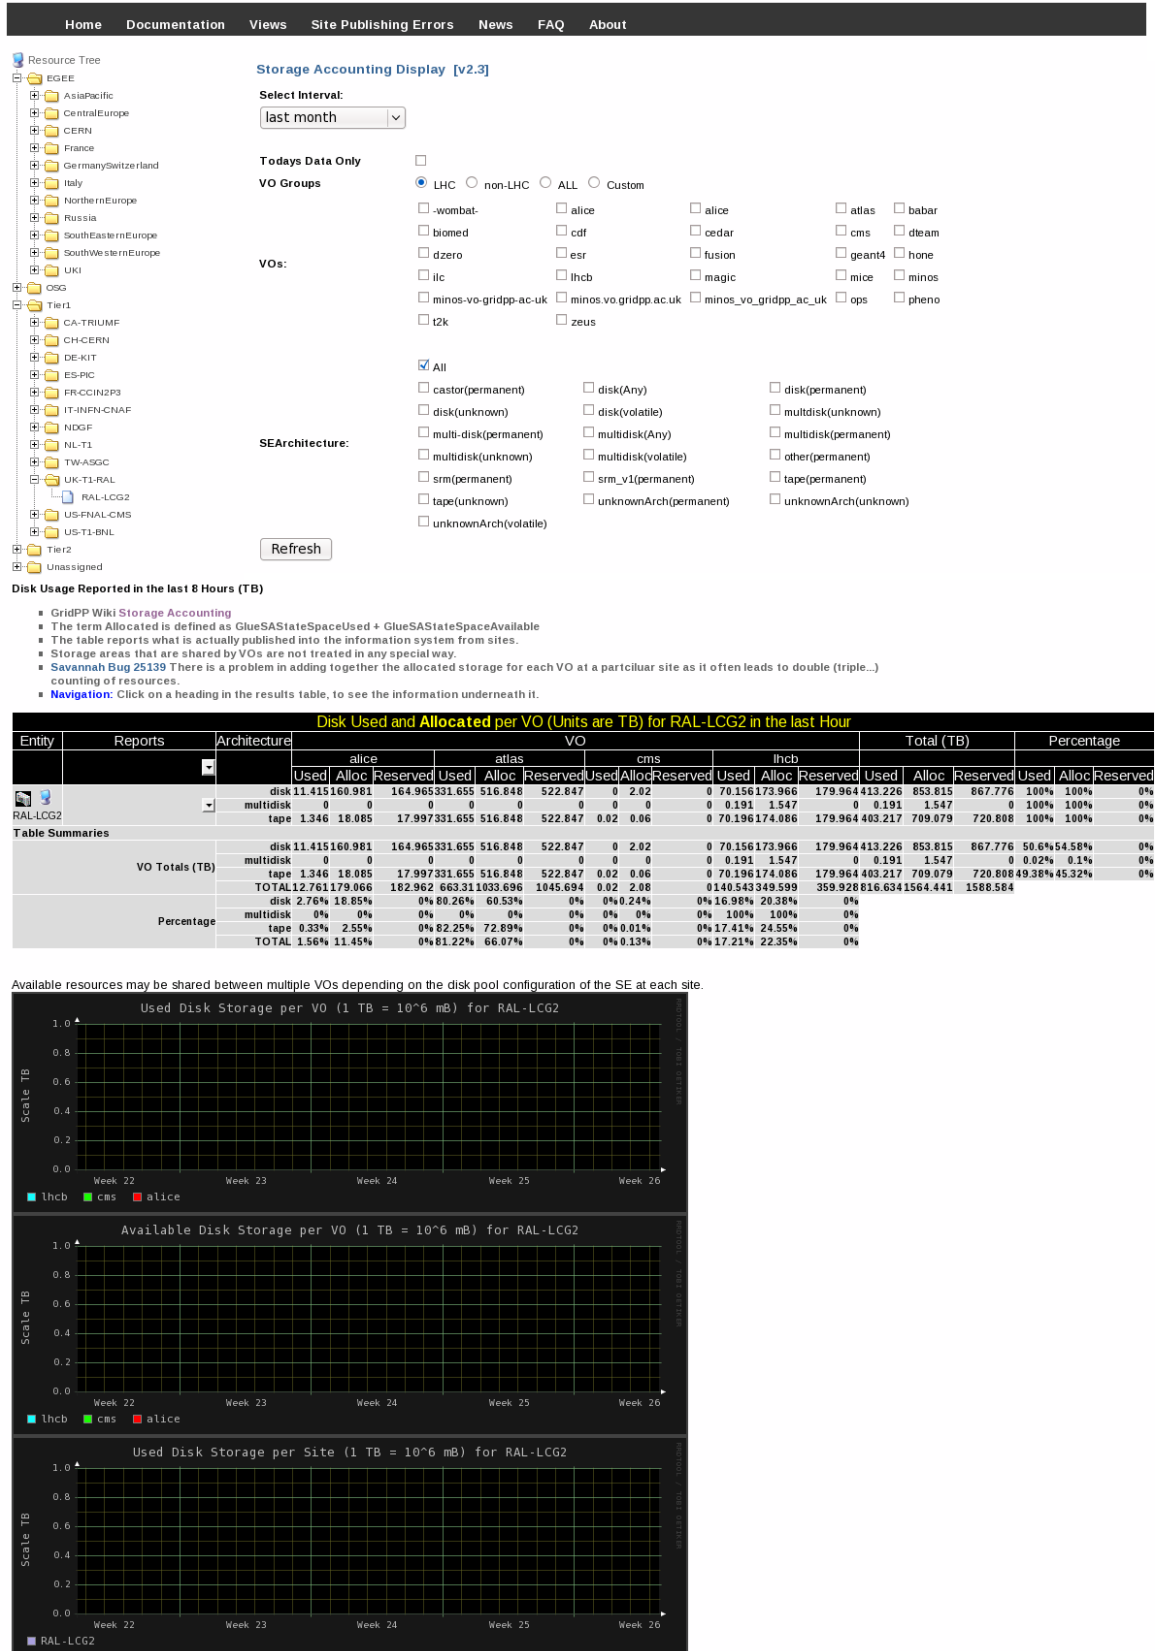 Home Documentation Views Site Publishing Errors News FAQ About
Resource Tree
EGEE
AsiaPacific
CentralEurope
CERN
France
GermanySwitzerland
Italy
NorthernEurope
Russia
SouthEasternEurope
SouthWesternEurope
UKI
OSG
Tier1
CA-TRIUMF
CH-CERN
DE-KIT
ES-PIC
FR-CCIN2P3
IT-INFN-CNAF
NDGF
NL-T1
TW-ASGC
UK-T1-RAL
RAL-LCG2
US-FNAL-CMS
US-T1-BNL
Tier2
Unassigned
Storage Accounting Display [v2.3]
Select Interval:
last month
Todays Data Only
VO Groups LHC non-LHC ALL Custom
VOs:
-wombat- alice alice atlas babar
biomed cdf cedar cms dteam
dzero esr fusion geant4 hone
ilc lhcb magic mice minos
minos-vo-gridpp-ac-uk minos.vo.gridpp.ac.uk minos_vo_gridpp_ac_uk ops pheno
t2k zeus
SEArchitecture:
All
castor(permanent) disk(Any) disk(permanent)
disk(unknown) disk(volatile) multdisk(unknown)
multi-disk(permanent) multidisk(Any) multidisk(permanent)
multidisk(unknown) multidisk(volatile) other(permanent)
srm(permanent) srm_v1(permanent) tape(permanent)
tape(unknown) unknownArch(permanent) unknownArch(unknown)
unknownArch(volatile)
Refresh
Disk Usage Reported in the last 8 Hours (TB)
GridPP Wiki Storage Accounting
The term Allocated is defined as GlueSAStateSpaceUsed + GlueSAStateSpaceAvailable
The table reports what is actually published into the information system from sites.
Storage areas that are shared by VOs are not treated in any special way.
Savannah Bug 25139 There is a problem in adding together the allocated storage for each VO at a partciluar site as it often leads to double (triple...)
counting of resources.
Navigation: Click on a heading in the results table, to see the information underneath it.
Disk Used and Allocated per VO (Units are TB) for RAL-LCG2 in the last Hour
Entity Reports Architecture VO Total (TB) Percentage
alice atlas cms lhcb
Used Alloc Reserved Used Alloc Reserved Used Alloc Reserved Used Alloc Reserved Used Alloc Reserved Used Alloc Reserved
RAL-LCG2
disk 11.415 160.981 164.965 331.655 516.848 522.847 0 2.02 0 70.156 173.966 179.964 413.226 853.815 867.776 100% 100% 0%
multidisk 0 0 0 0 0 0 0 0 0 0.191 1.547 0 0.191 1.547 0 100% 100% 0%
tape 1.346 18.085 17.997 331.655 516.848 522.847 0.02 0.06 0 70.196 174.086 179.964 403.217 709.079 720.808 100% 100% 0%
Table Summaries
VO Totals (TB)
disk 11.415 160.981 164.965 331.655 516.848 522.847 0 2.02 0 70.156 173.966 179.964 413.226 853.815 867.776 50.6% 54.58% 0%
multidisk 0 0 0 0 0 0 0 0 0 0.191 1.547 0 0.191 1.547 0 0.02% 0.1% 0%
tape 1.346 18.085 17.997 331.655 516.848 522.847 0.02 0.06 0 70.196 174.086 179.964 403.217 709.079 720.808 49.38% 45.32% 0%
TOTAL 12.761 179.066 182.962 663.31 1033.696 1045.694 0.02 2.08 0 140.543 349.599 359.928 816.634 1564.441 1588.584
Percentage
disk 2.76% 18.85% 0% 80.26% 60.53% 0% 0% 0.24% 0% 16.98% 20.38% 0%
multidisk 0% 0% 0% 0% 0% 0% 0% 0% 0% 100% 100% 0%
tape 0.33% 2.55% 0% 82.25% 72.89% 0% 0% 0.01% 0% 17.41% 24.55% 0%
TOTAL 1.56% 11.45% 0% 81.22% 66.07% 0% 0% 0.13% 0% 17.21% 22.35% 0%
Available resources may be shared between multiple VOs depending on the disk pool configuration of the SE at each site.
Used Disk Storage per VO (1 TB = 10^6 mB) for RAL-LCG2
RRDTOOL / TOBI OETIKER
Scale TB
1.0
0.8
0.6
0.4
0.2
0.0
Week 22 Week 23 Week 24 Week 25 Week 26
lhcb cms alice
Available Disk Storage per VO (1 TB = 10^6 mB) for RAL-LCG2
RRDTOOL / TOBI OETIKER
Scale TB
1.0
0.8
0.6
0.4
0.2
0.0
Week 22 Week 23 Week 24 Week 25 Week 26
lhcb cms alice
Used Disk Storage per Site (1 TB = 10^6 mB) for RAL-LCG2
RRDTOOL / TOBI OETIKER
Scale TB
1.0
0.8
0.6
0.4
0.2
0.0
Week 22 Week 23 Week 24 Week 25 Week 26
RAL-LCG2